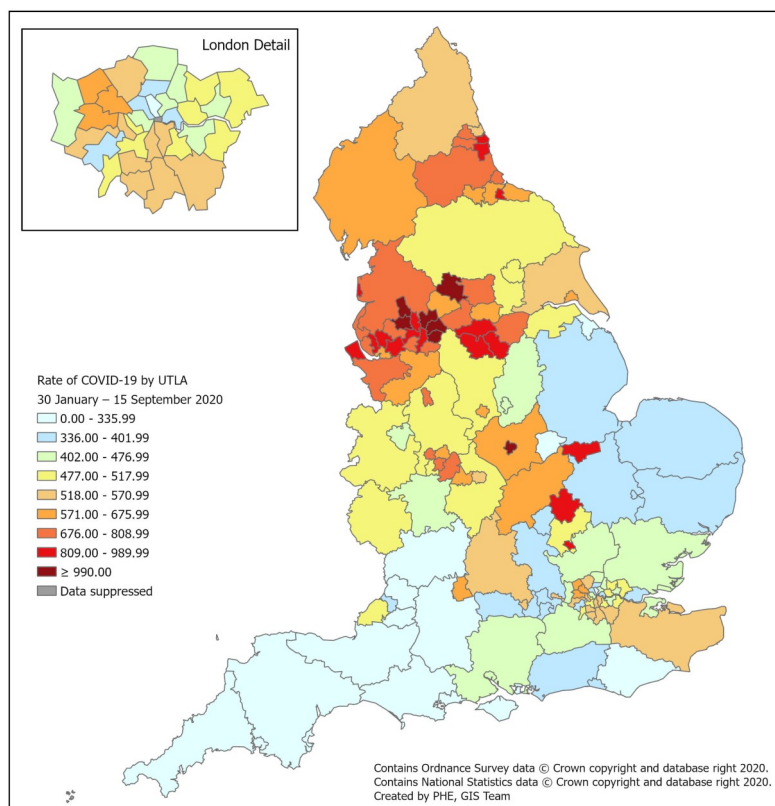 London Detail
Rate of COVID-19 by UTLA
30 January – 15 September 2020
0.00 - 335.99
336.00 - 401.99
402.00 - 476.99
477.00 - 517.99
518.00 - 570.99
571.00 - 675.99
676.00 - 808.99
809.00 - 989.99
≥ 990.00
Data suppressed
Contains Ordnance Survey data © Crown copyright and database right 2020.
Contains National Statistics data © Crown copyright and database right 2020.
Created by PHE, GIS Team